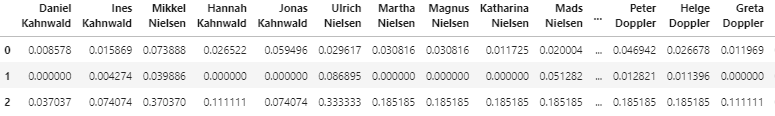 Daniel Ines Mikkel Hannah Jonas Ulrich Martha Magnus Katharina Mads ... Peter Helge Greta
Kahnwald Kahnwald Nielsen Kahnwald Kahnwald Nielsen Nielsen Nielsen Nielsen Nielsen Doppler Doppler Doppler
0 0.008578 0.015869 0.073888 0.026522 0.059496 0.029617 0.030816 0.030816 0.011725 0.020004 ... 0.046942 0.026678 0.011969
1 0.000000 0.004274 0.039886 0.000000 0.000000 0.086895 0.000000 0.000000 0.000000 0.051282 ... 0.012821 0.011396 0.000000
2 0.037037 0.074074 0.370370 0.111111 0.074074 0.333333 0.185185 0.185185 0.185185 0.185185 ... 0.185185 0.185185 0.111111